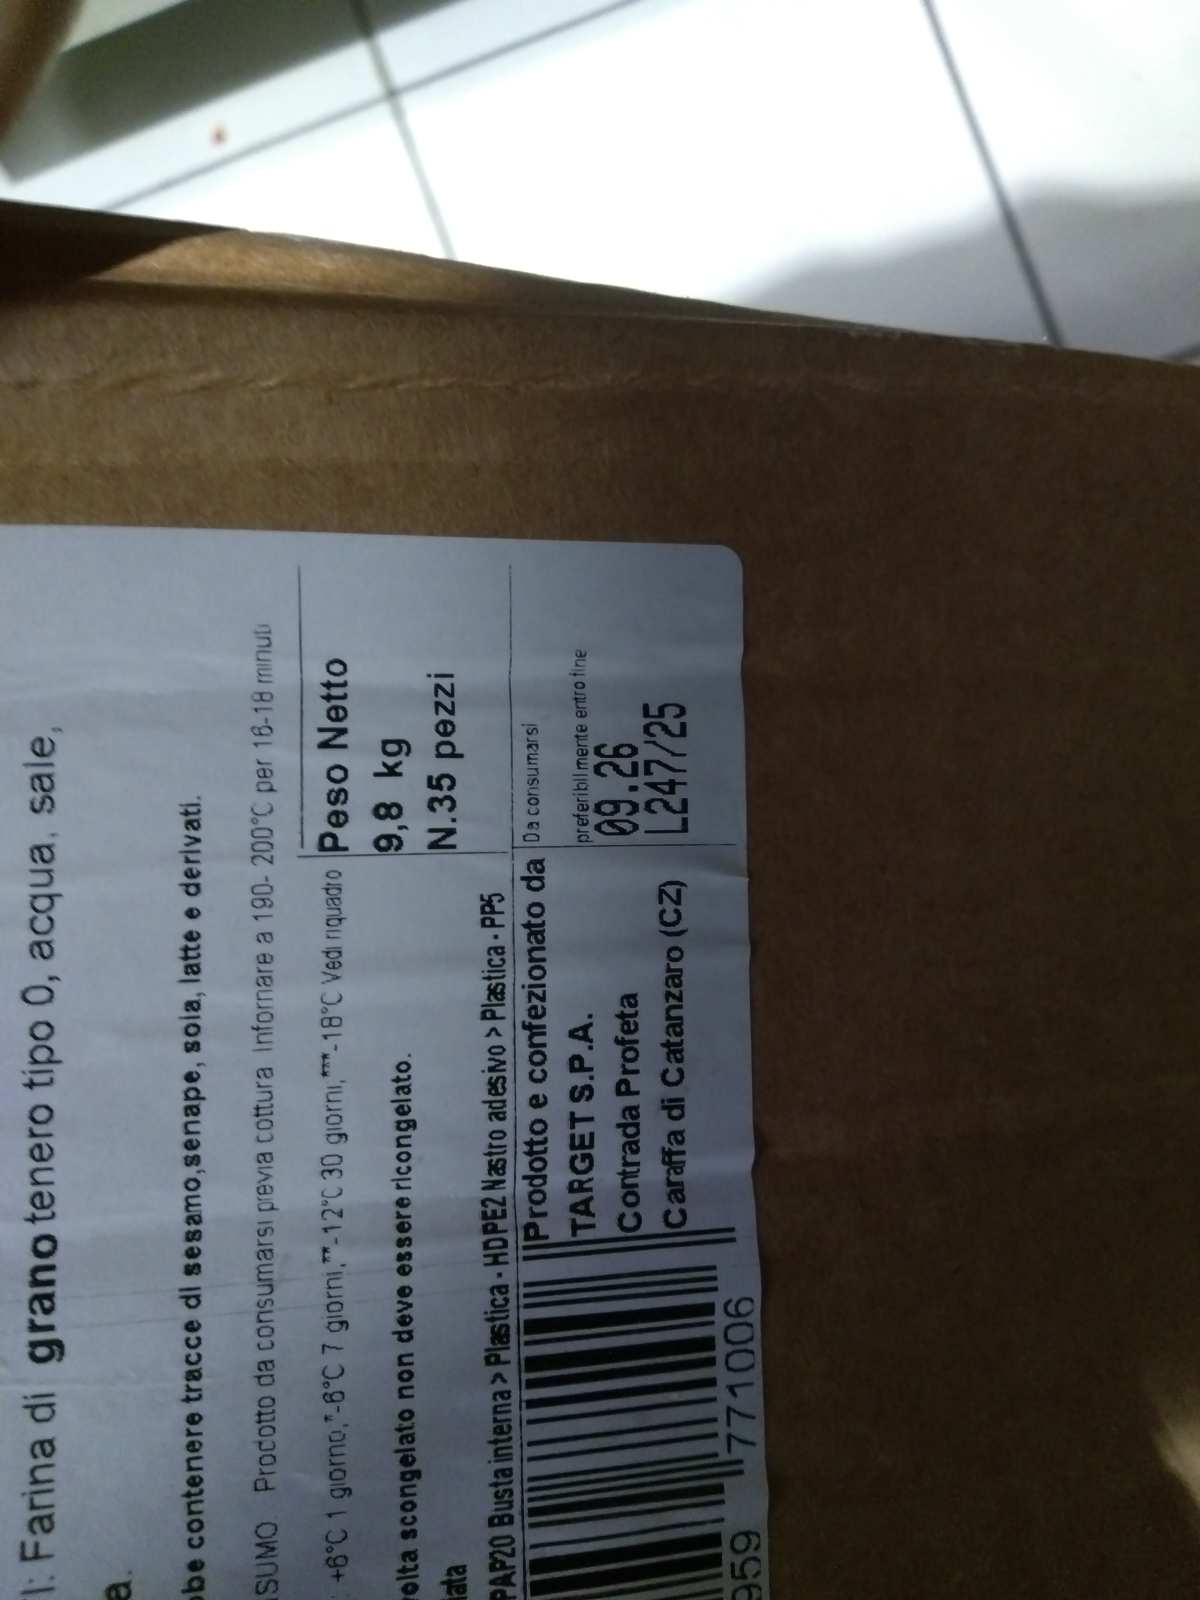 I: Farina di grano tenero tipo 0, acqua, sale,
a.
be contenere tracce di sesamo,senape, soia, latte e derivati.
SUMO Prodotto da consumarsi previa cottura Infornare a 190- 200°C per 16-18 minuti
: +6°C 1 giorno,*-6°C 7 giorni,**-12°C 30 giorni,***-18°C Vedi riquadro
olta scongelato non deve essere ricongelato.
lata
PAP20 Busta interna > Plastica - HDPE2 Nastro adesivo > Plastica - PP5
Peso Netto
9,8 kg
N.35 pezzi
Prodotto e confezionato da
TARGET S.P.A.
Contrada Profeta
Caraffa di Catanzaro (CZ)
Da consumarsi
preferibilmente entro fine
09.26
L247/25
959 771006